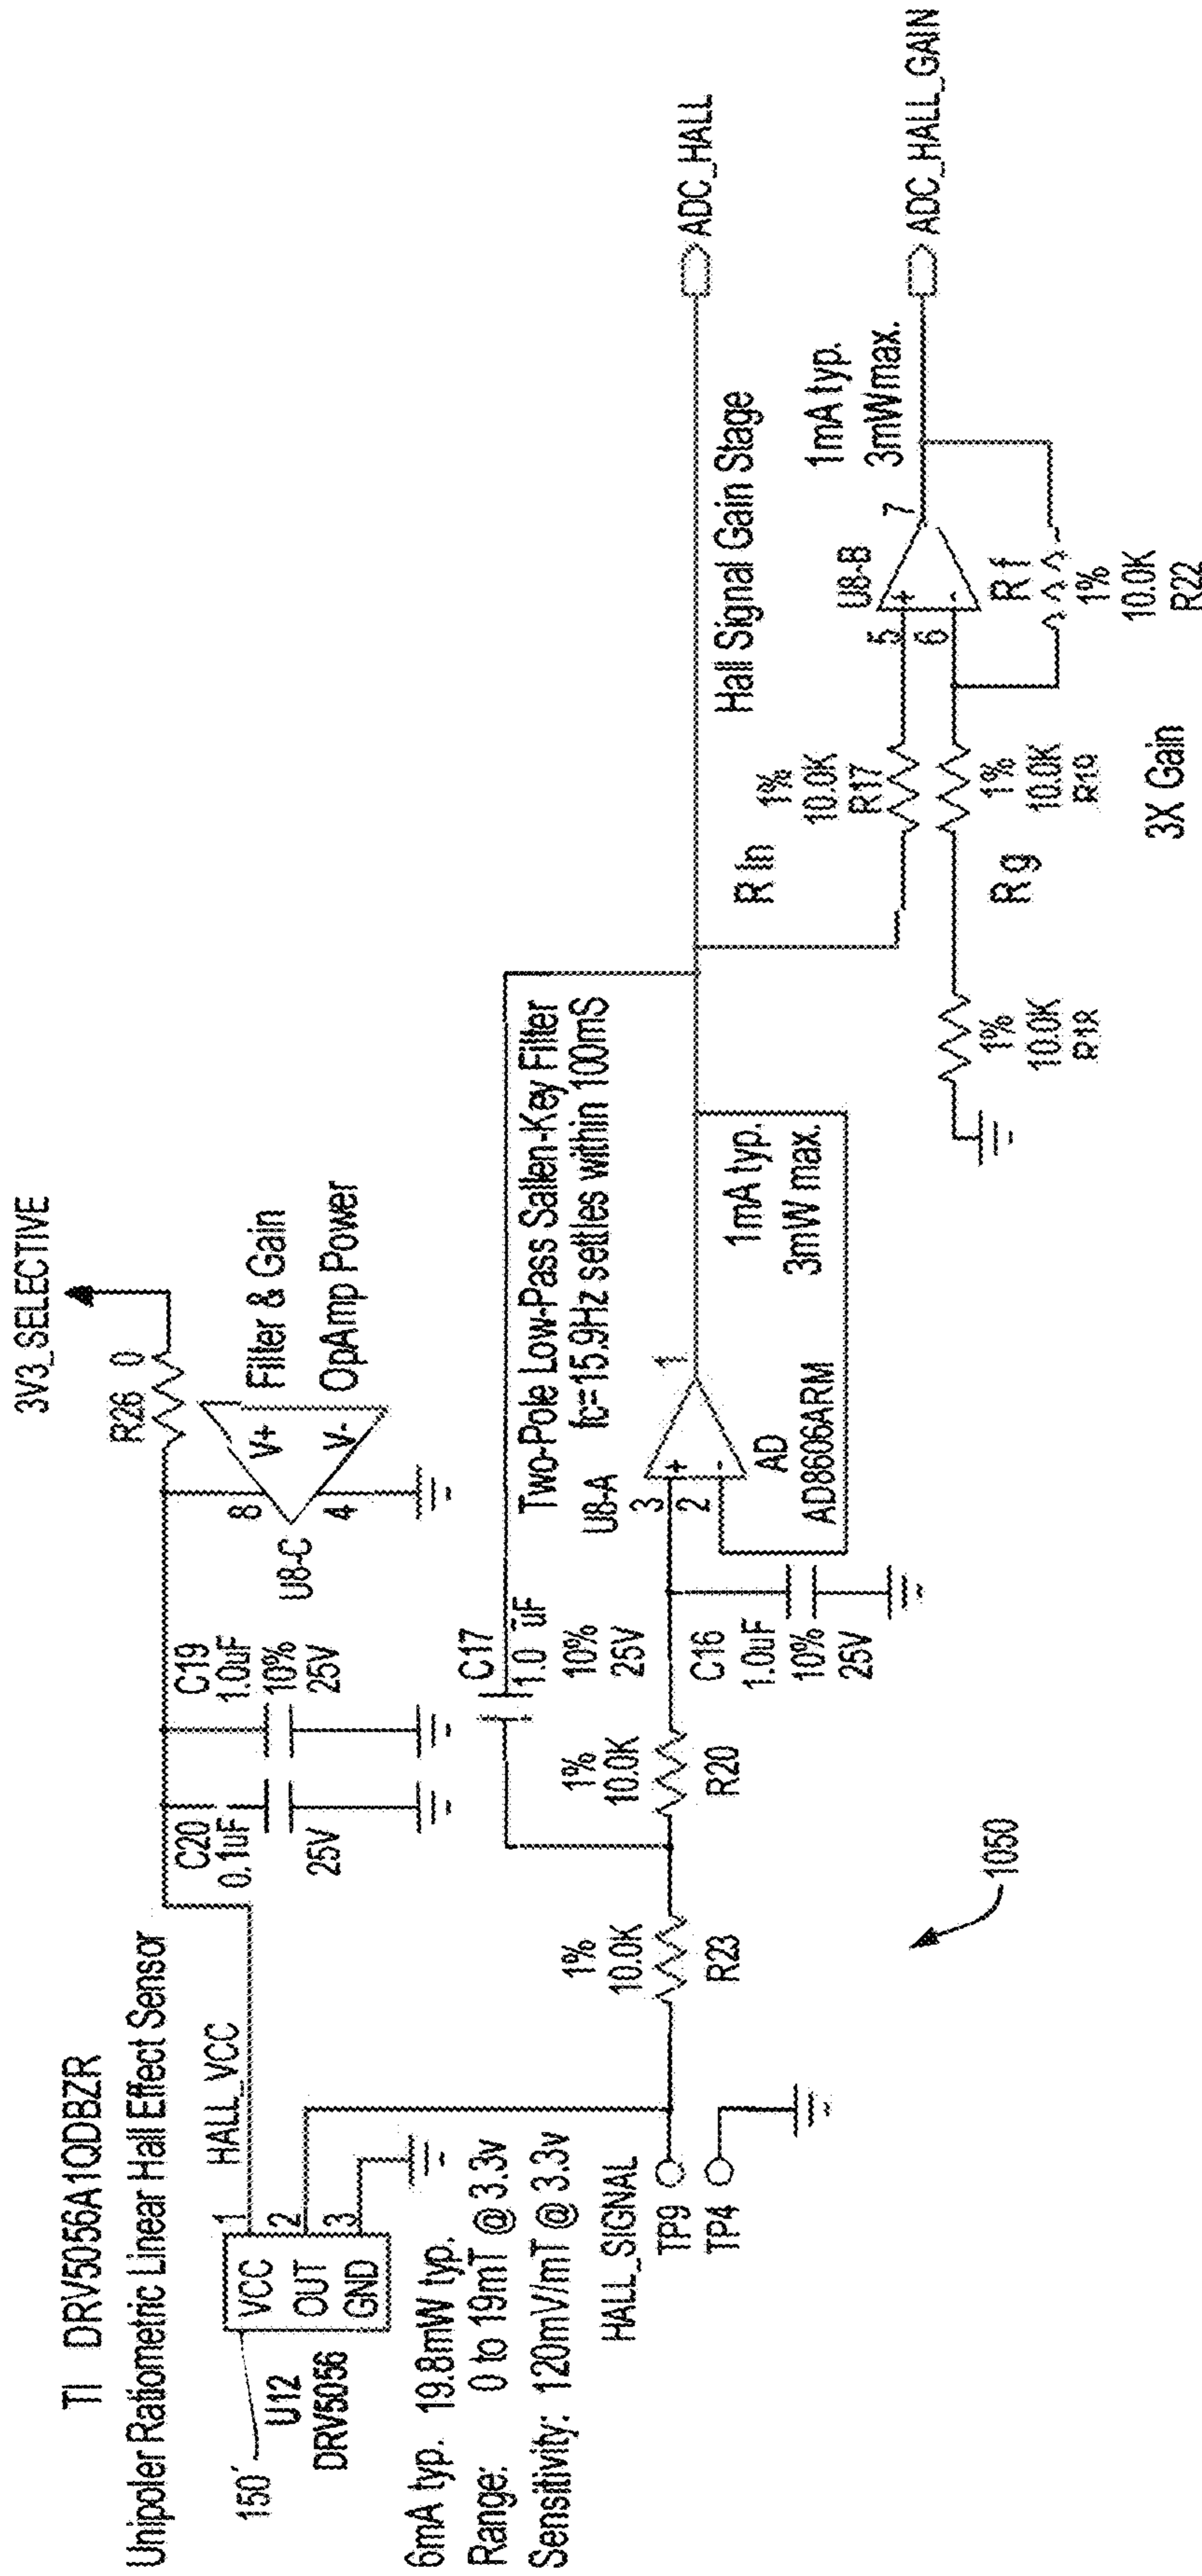 TI DRV5056A1QDBZR
Unipoler Ratiometric Linear Hall Effect Sensor
150'
U12
DRV5056
VCC
OUT
GND
1
2
3
HALL_VCC
6mA typ. 19.8mW typ.
Range: 0 to 19mT @ 3.3v
Sensitivity: 120mV/mT @ 3.3v
HALL_SIGNAL
TP9
TP4
C20
0.1uF
25V
C19
1.0uF
10%
25V
3V3_SELECTIVE
R26 0
8
4
V+
V-
U8-C
Filter & Gain
OpAmp Power
1%
10.0K
R23
1%
10.0K
R20
C17
1.0 uF
10%
25V
C16
1.0uF
10%
25V
Two-Pole Low-Pass Sallen-Key Filter
fc=15.9Hz settles within 100mS
U8-A
3
2
1
+
-
AD
AD8606ARM
1mA typ.
3mW max.
ADC_HALL
Hall Signal Gain Stage
R in
1%
10.0K
R17
R g
1%
10.0K
R18
1%
10.0K
R19
U8-B
5
6
7
+
-
1mA typ.
3mW max.
R f
1%
10.0K
R22
3X Gain
ADC_HALL_GAIN
1050